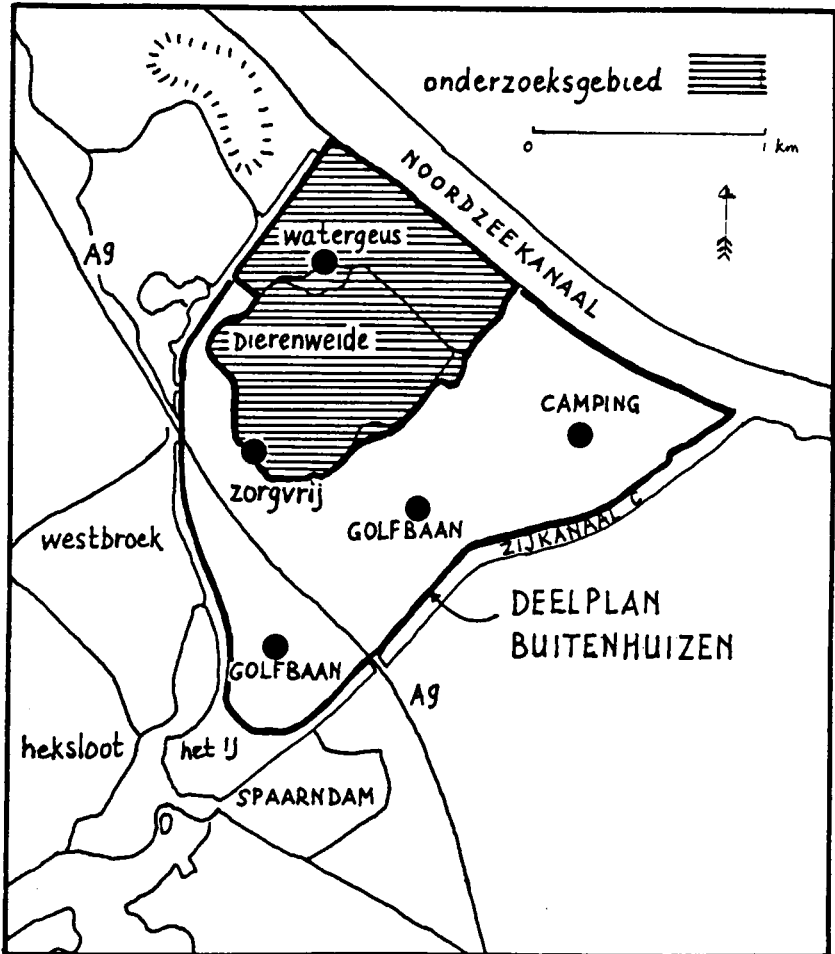 onderzoeksgebied
0 1 km
NOORDZEEKANAAL
A9
watergeus
DIERENWEIDE
CAMPING
zorgvrij
GOLFBAAN
westbroek
ZIJKANAAL C
DEELPLAN
BUITENHUIZEN
GOLFBAAN
A9
heksloot
het IJ
SPAARNDAM